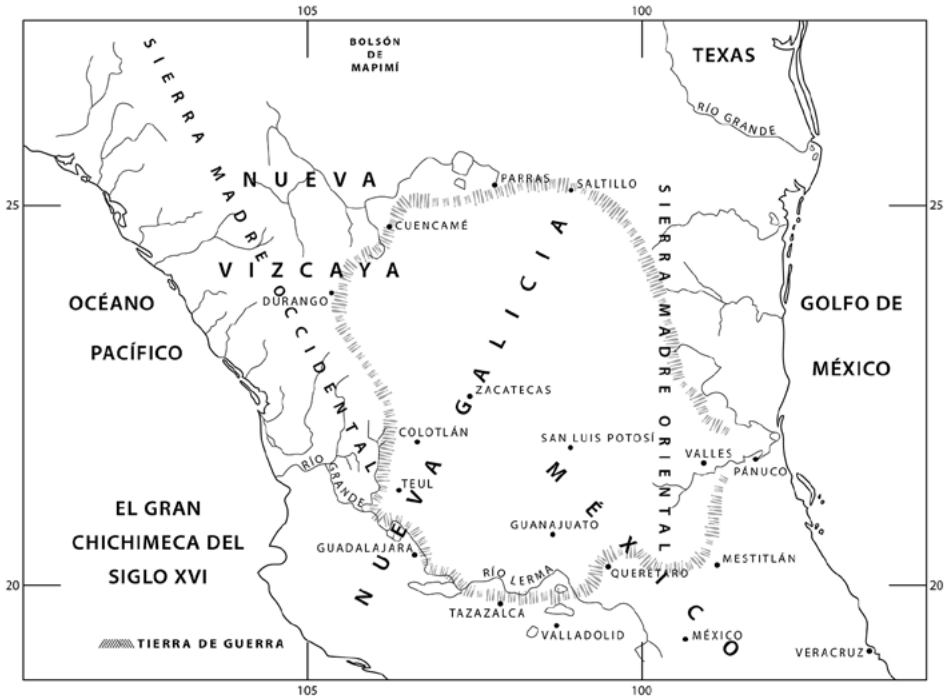 105
100
BOLSÓN
DE
MAPIMÍ
TEXAS
RÍO GRANDE
SIERRA MADRE OCCIDENTAL
NUEVA
VIZCAYA
PARRAS
SALTILLO
25
25
CUENCAMÉ
DURANGO
SIERRA MADRE ORIENTAL
OCÉANO
PACÍFICO
GOLFO DE
MÉXICO
NUEVA GALICIA
ZACATECAS
COLOTLÁN
SAN LUIS POTOSÍ
VALLES
PÁNUCO
RÍO GRANDE
TEUL
MÉXICO
GUANAJUATO
GUADALAJARA
RÍO LERMA
QUERÉTARO
MESTITLÁN
EL GRAN
CHICHIMECA DEL
SIGLO XVI
20
20
TAZAZALCA
VALLADOLID
MÉXICO
VERACRUZ
TIERRA DE GUERRA
105
100